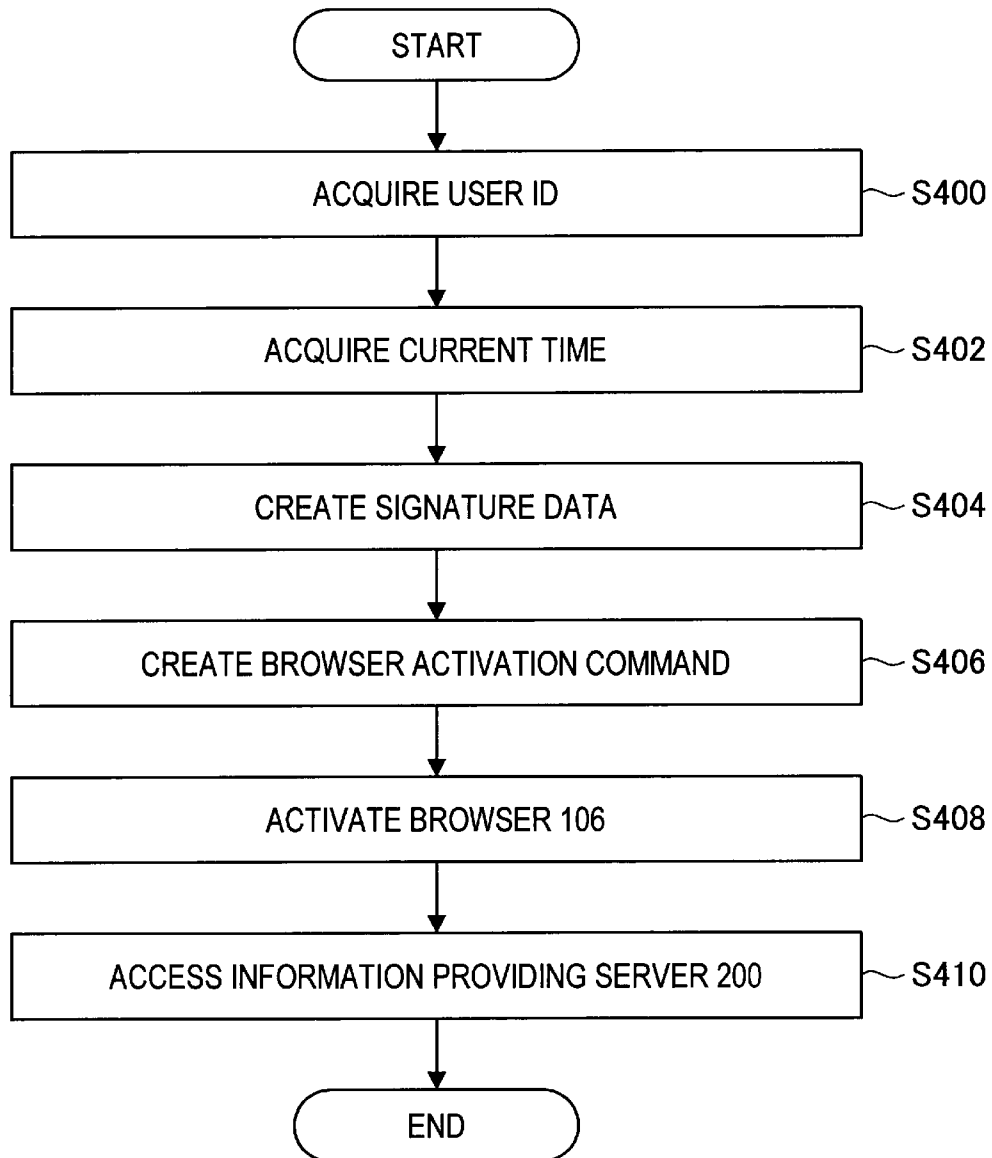 START
ACQUIRE USER ID
S400
ACQUIRE CURRENT TIME
S402
CREATE SIGNATURE DATA
S404
CREATE BROWSER ACTIVATION COMMAND
S406
ACTIVATE BROWSER 106
S408
ACCESS INFORMATION PROVIDING SERVER 200
S410
END